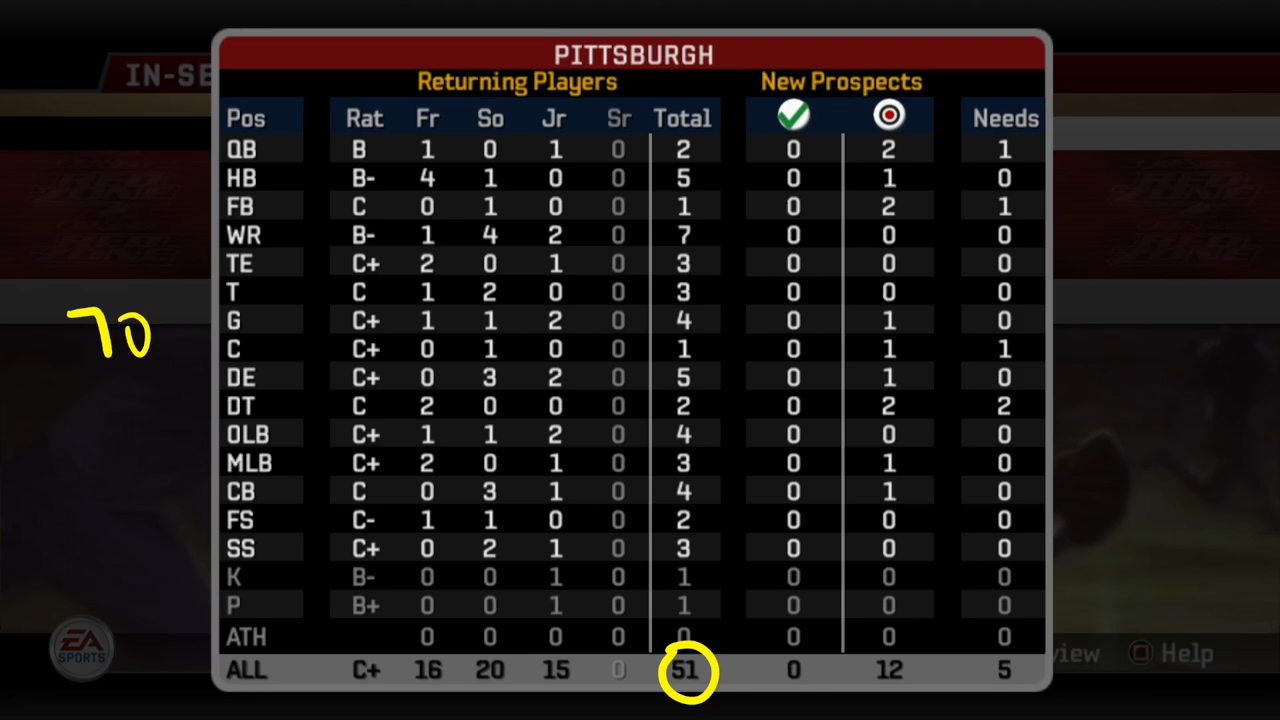 PITTSBURGH
IN-SE
Returning Players New Prospects
Pos Rat Fr So Jr Sr Total Needs
QB B 1 0 1 0 2 0 2 1
HB B- 4 1 0 0 5 0 1 0
FB C 0 1 0 0 1 0 2 1
WR B- 1 4 2 0 7 0 0 0
TE C+ 2 0 1 0 3 0 0 0
T C 1 2 0 0 3 0 0 0
G C+ 1 1 2 0 4 0 1 0
70
C C+ 0 1 0 0 1 0 1 1
DE C+ 0 3 2 0 5 0 1 0
DT C 2 0 0 0 2 0 2 2
OLB C+ 1 1 2 0 4 0 0 0
MLB C+ 2 0 1 0 3 0 1 0
CB C 0 3 1 0 4 0 1 0
FS C- 1 1 0 0 2 0 0 0
SS C+ 0 2 1 0 3 0 0 0
K B- 0 0 1 0 1 0 0 0
P B+ 0 0 1 0 1 0 0 0
ATH 0 0 0 0 0 0 0 0
EA
SPORTS
view Help
ALL C+ 16 20 15 0 51 0 12 5